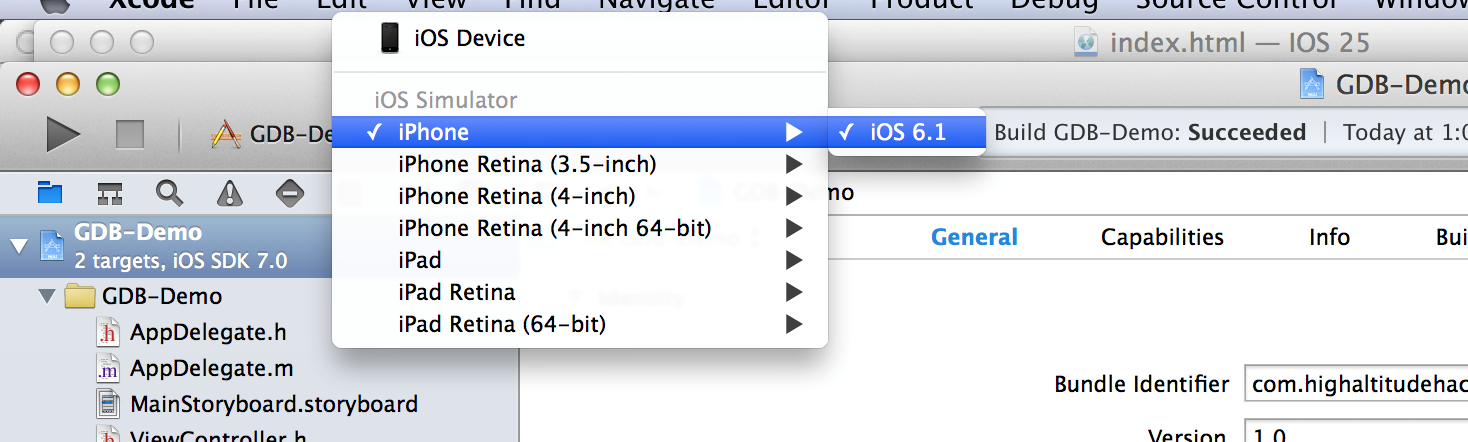 Xcode File Edit View Find Navigate Editor Product Debug Source Control
index.html — IOS 25
iOS Device
GDB-Demo
iOS Simulator
✓ iPhone
✓ iOS 6.1
GDB-De
Build GDB-Demo: Succeeded | Today at 1:0
iPhone Retina (3.5-inch)
iPhone Retina (4-inch)
mo
iPhone Retina (4-inch 64-bit)
GDB-Demo
2 targets, iOS SDK 7.0
General Capabilities Info Bui
iPad
iPad Retina
Identity
iPad Retina (64-bit)
GDB-Demo
AppDelegate.h
AppDelegate.m
MainStoryboard.storyboard
ViewController.h
Bundle Identifier com.highaltitudehac
Version 1.0